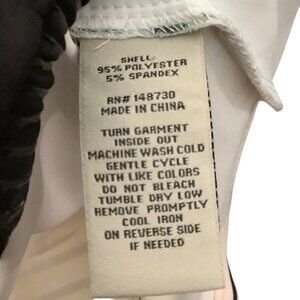 SHELL:
95% POLYESTER
5% SPANDEX
RN# 148730
MADE IN CHINA
TURN GARMENT
INSIDE OUT
MACHINE WASH COLD
GENTLE CYCLE
WITH LIKE COLORS
DO NOT BLEACH
TUMBLE DRY LOW
REMOVE PROMPTLY
COOL IRON
ON REVERSE SIDE
IF NEEDED